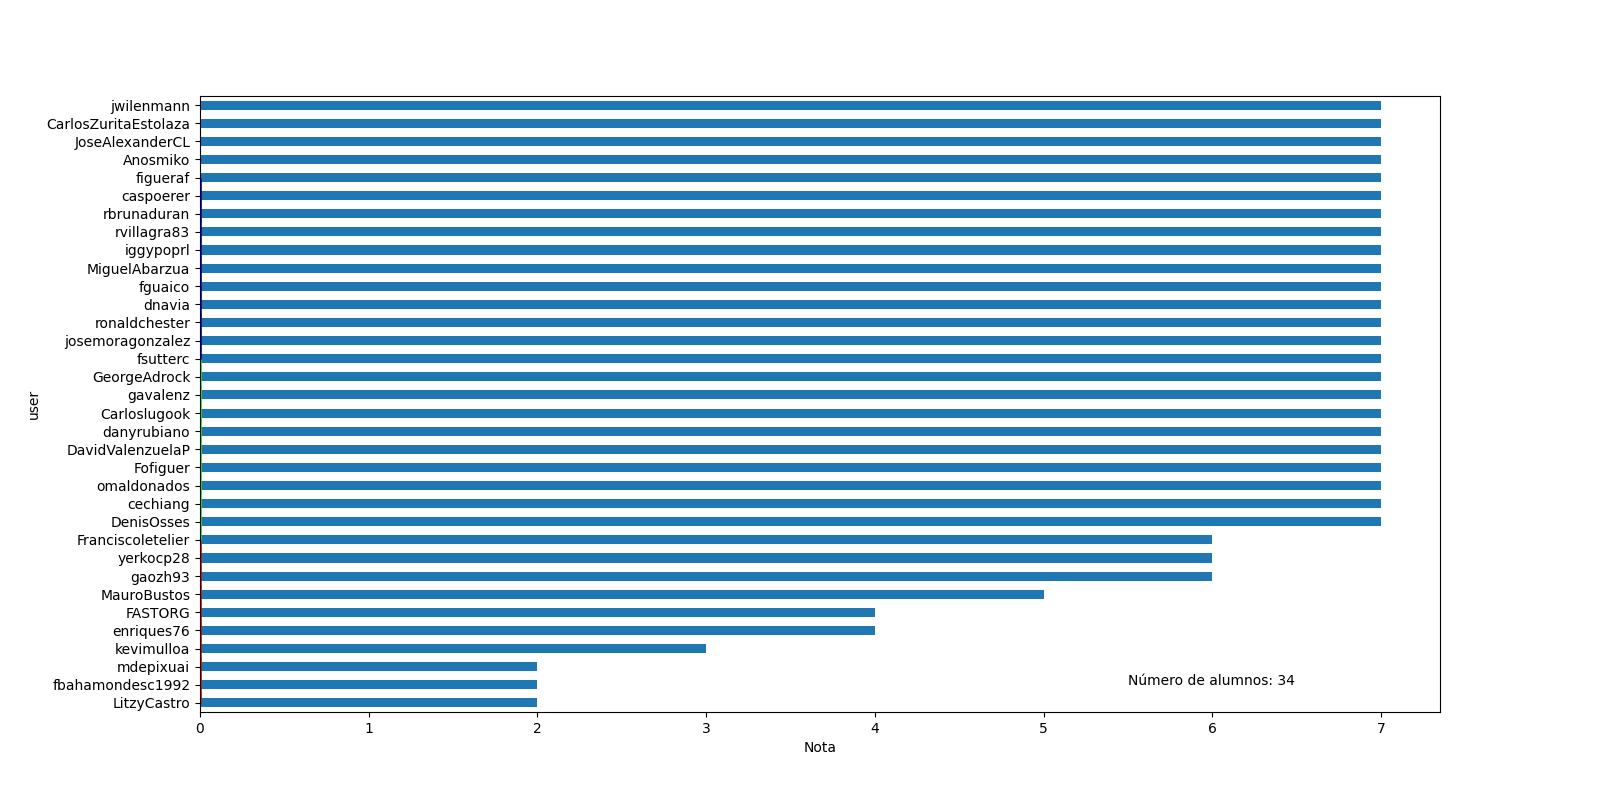 jwilenmann
CarlosZuritaEstolaza
JoseAlexanderCL
Anosmiko
figueraf
caspoerer
rbrunaduran
rvillagra83
iggypoprl
MiguelAbarzua
fguaico
dnavia
ronaldchester
josemoragonzalez
fsutterc
GeorgeAdrock
gavalenz
Carloslugook
danyrubiano
DavidValenzuelaP
Fofiguer
omaldonados
cechiang
DenisOsses
Franciscoletelier
yerkocp28
gaozh93
MauroBustos
FASTORG
enriques76
kevimulloa
mdepixuai
fbahamondesc1992
LitzyCastro
user
Número de alumnos: 34
0 1 2 3 4 5 6 7
Nota